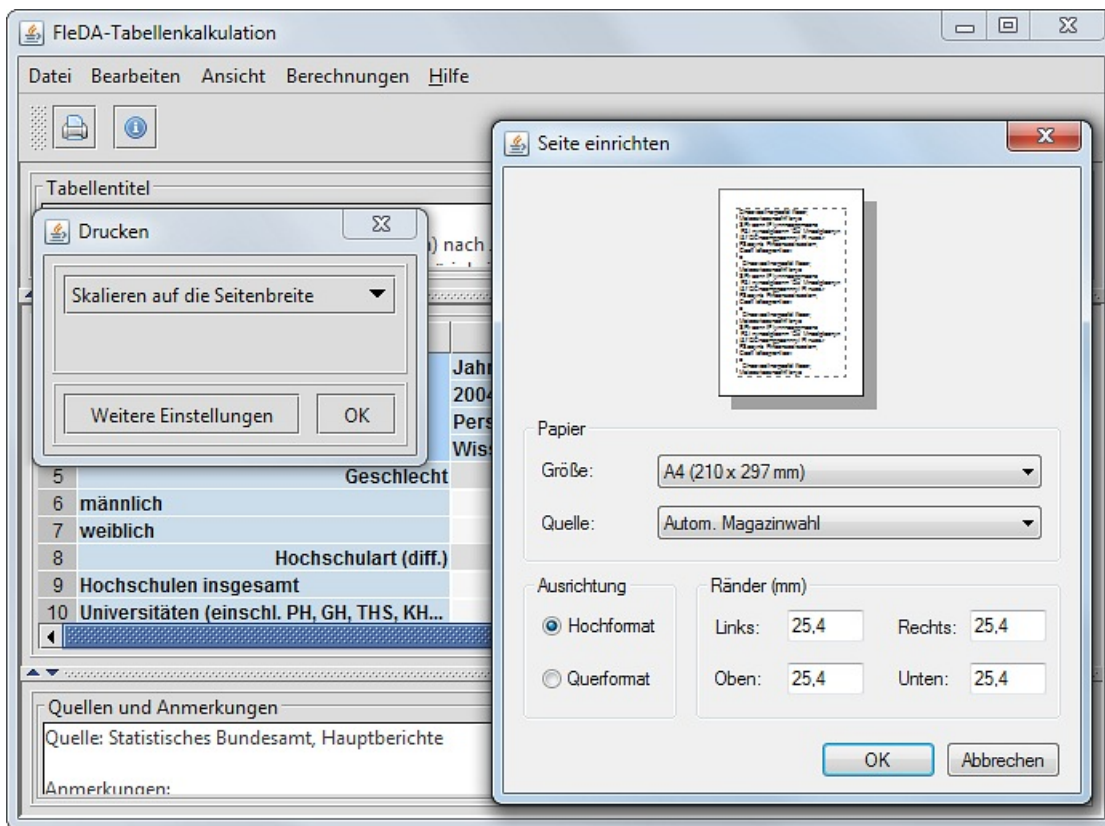 FleDA-Tabellenkalkulation
Datei Bearbeiten Ansicht Berechnungen Hilfe
Tabellentitel
) nach
Drucken
Skalieren auf die Seitenbreite
Weitere Einstellungen OK
Jahr
2004
Pers
Wiss
5 Geschlecht
6 männlich
7 weiblich
8 Hochschulart (diff.)
9 Hochschulen insgesamt
10 Universitäten (einschl. PH, GH, THS, KH...
Quellen und Anmerkungen
Quelle: Statistisches Bundesamt, Hauptberichte
Anmerkungen:
Seite einrichten
Papier
Größe: A4 (210 x 297 mm)
Quelle: Autom. Magazinwahl
Ausrichtung
Hochformat
Querformat
Ränder (mm)
Links: 25,4 Rechts: 25,4
Oben: 25,4 Unten: 25,4
OK Abbrechen